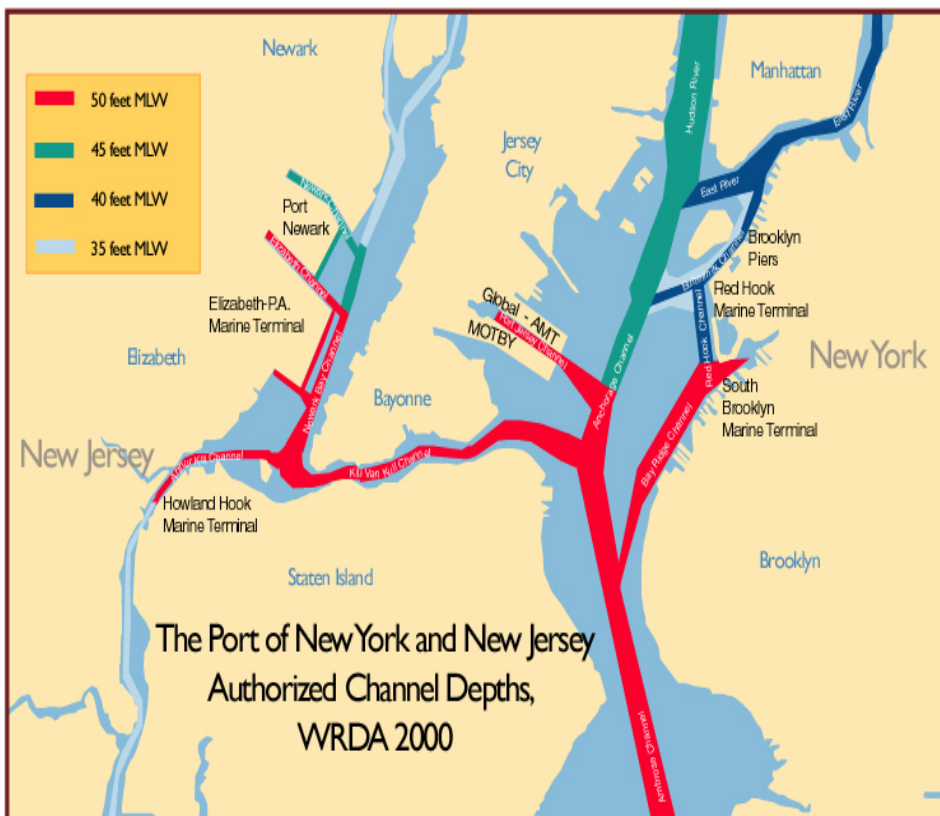 Newark
50 feet MLW
45 feet MLW
40 feet MLW
35 feet MLW
Hudson River
Manhattan
East River
Jersey
City
East River
Newark Channel
Port
Newark
Elizabeth Channel
Brooklyn
Piers
Buttermilk Channel
Red Hook
Marine Terminal
Global - AMT
Port Jersey Channel
MOTBY
Elizabeth-P.A.
Marine Terminal
Elizabeth
Newark Bay Channel
Bayonne
Anchorage Channel
Red Hook Channel
New York
South
Brooklyn
Marine Terminal
Bay Ridge Channel
New Jersey
Arthur Kill Channel
Kill Van Kull Channel
Howland Hook
Marine Terminal
Staten Island
Brooklyn
The Port of New York and New Jersey
Authorized Channel Depths,
WRDA 2000
Ambrose Channel